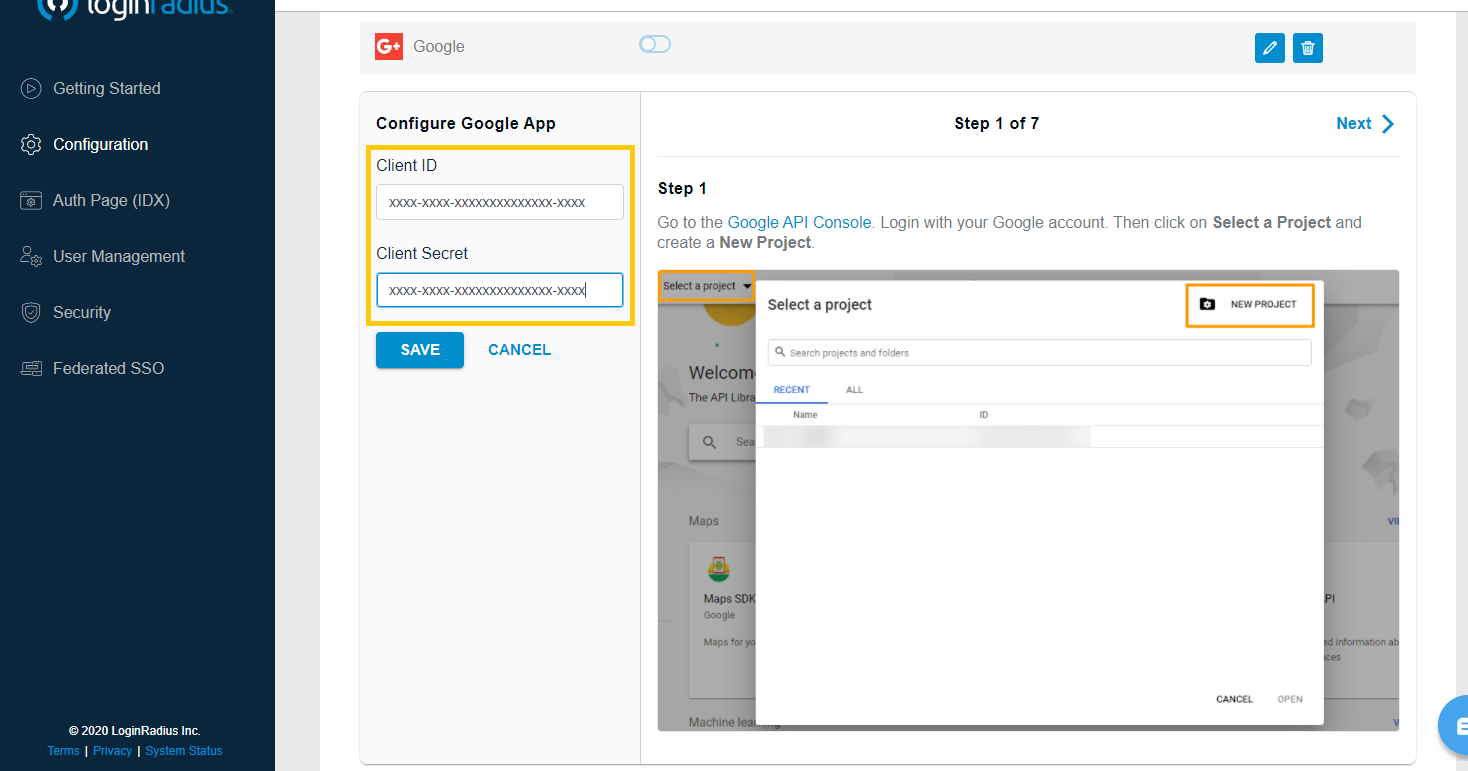 loginradius
Getting Started
Configuration
Auth Page (IDX)
User Management
Security
Federated SSO
© 2020 LoginRadius Inc.
Terms | Privacy | System Status
G+ Google
Configure Google App
Client ID
xxxx-xxxx-xxxxxxxxxxxxxx-xxxx
Client Secret
xxxx-xxxx-xxxxxxxxxxxxxx-xxxx
SAVE CANCEL
Step 1 of 7
Next
Step 1
Go to the Google API Console. Login with your Google account. Then click on Select a Project and
create a New Project.
Select a project
Select a project
NEW PROJECT
Search projects and folders
RECENT ALL
Name ID
CANCEL OPEN
Welcom
The API Libra
Sea
Maps
VI
Maps SDK
Google
Maps for yo
API
ed information ab
ces
Machine learning
V